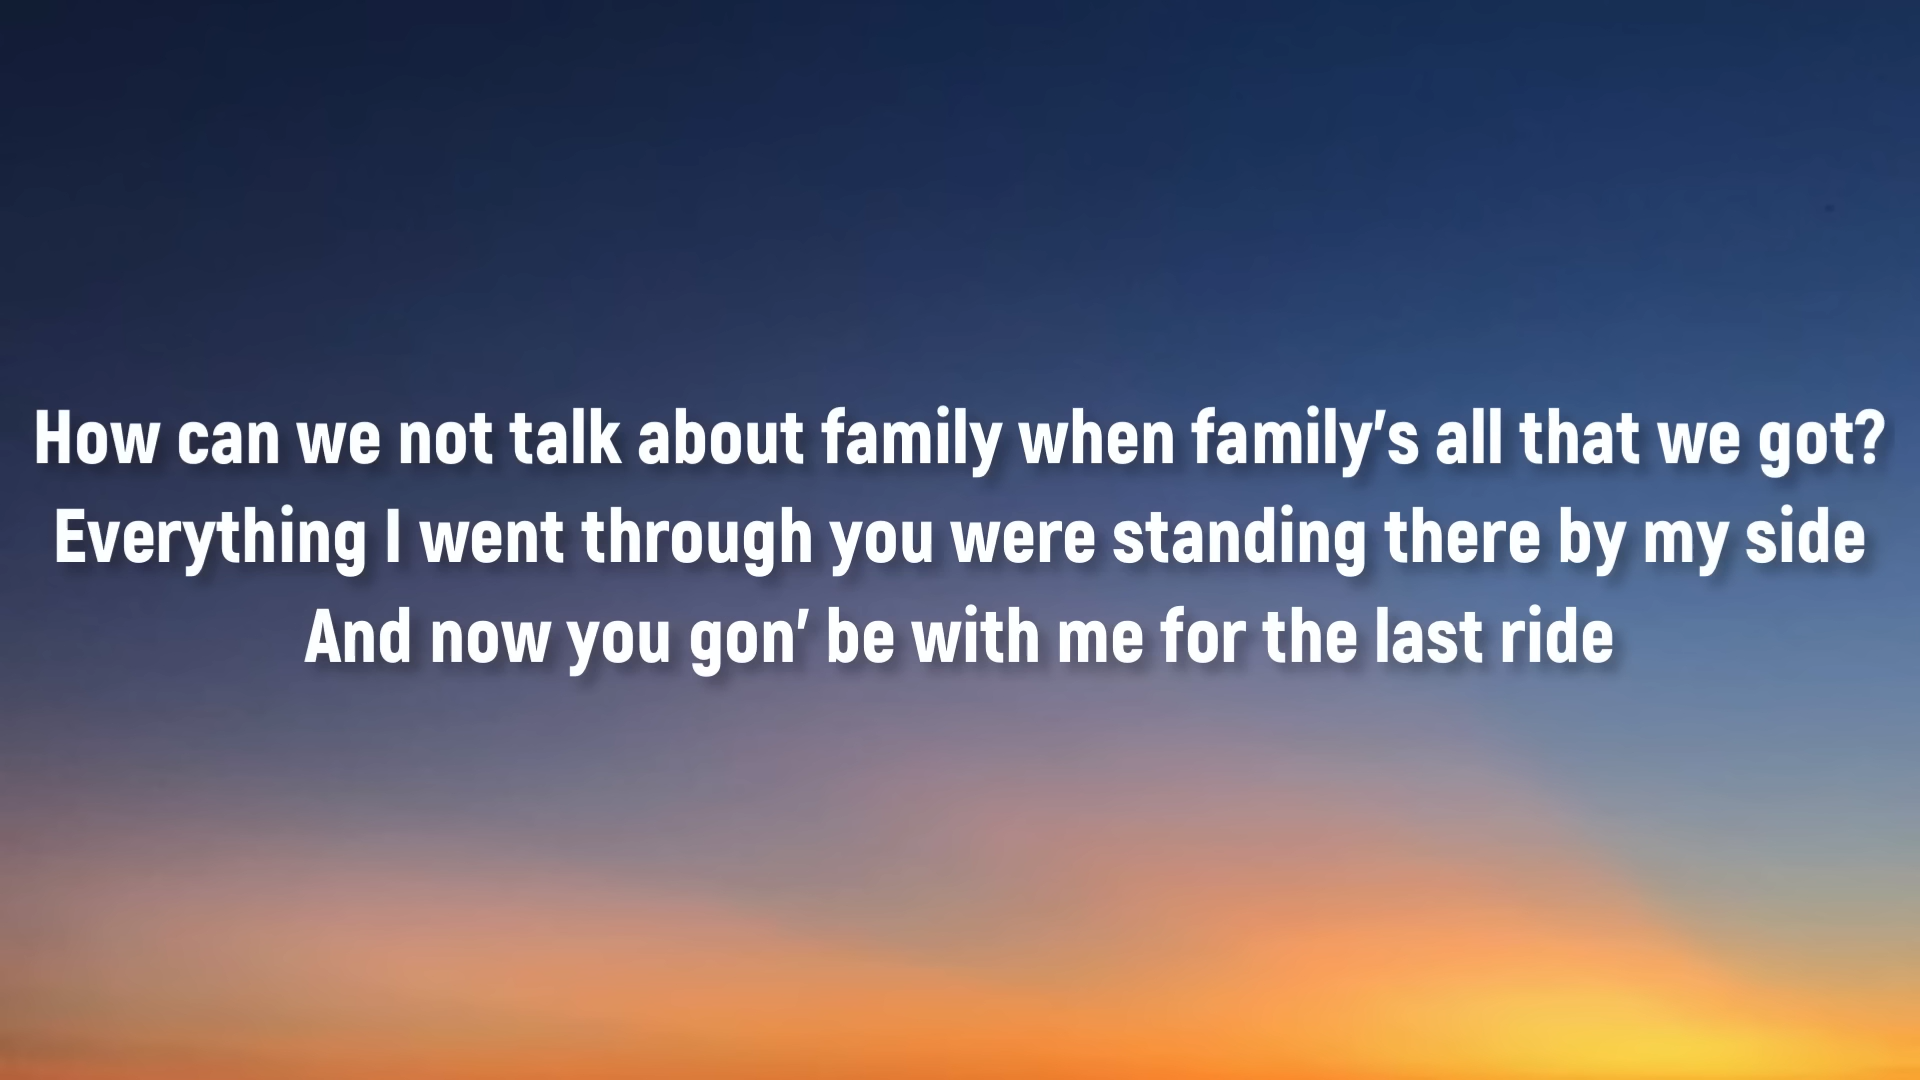 How can we not talk about family when family's all that we got?
Everything I went through you were standing there by my side
And now you gon' be with me for the last ride